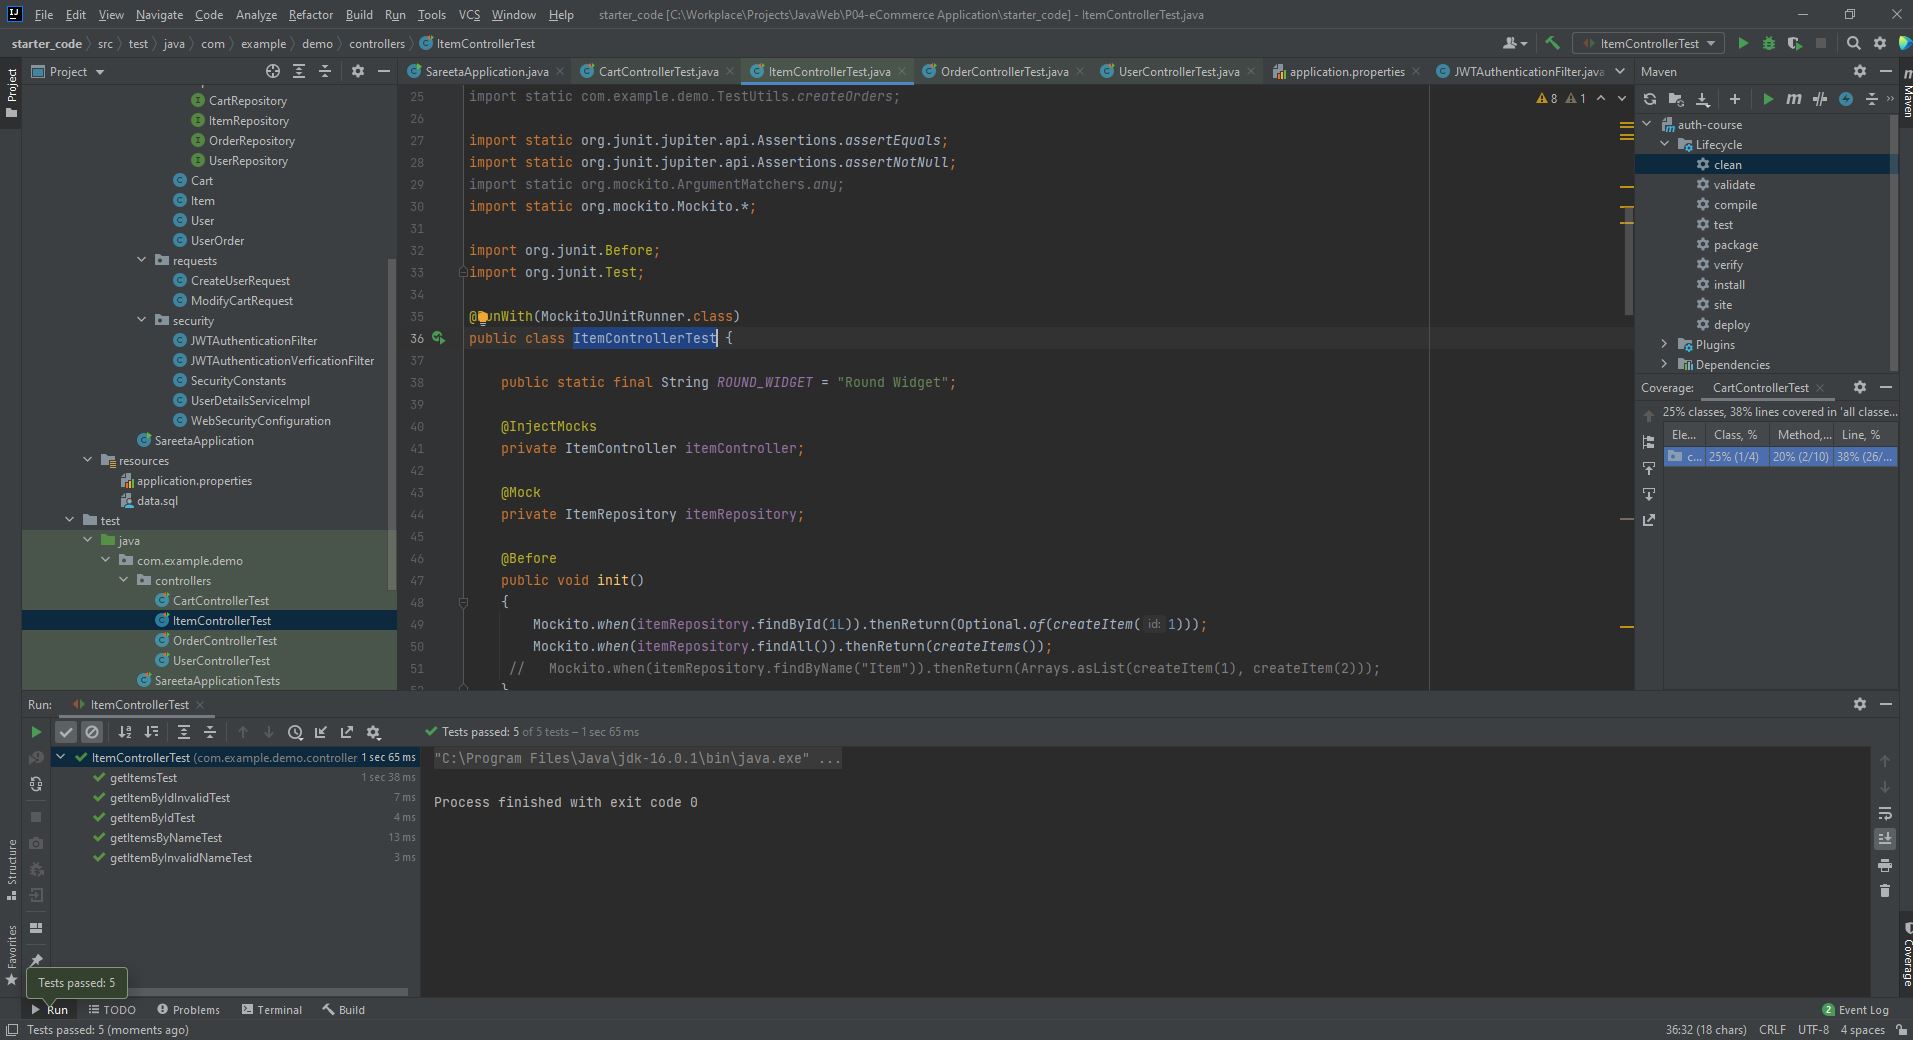 File Edit View Navigate Code Analyze Refactor Build Run Tools VCS Window Help starter_code [C:\Workplace\Projects\JavaWeb\P04-eCommerce Application\starter_code] - ItemControllerTest.java
starter_code src test java com example demo controllers ItemControllerTest
ItemControllerTest
Project
SareetaApplication.java CartControllerTest.java ItemControllerTest.java OrderControllerTest.java UserControllerTest.java application.properties JWTAuthenticationFilter.java
Maven
Project
CartRepository
ItemRepository
OrderRepository
UserRepository
Cart
Item
User
UserOrder
requests
CreateUserRequest
ModifyCartRequest
security
JWTAuthenticationFilter
JWTAuthenticationVerficationFilter
SecurityConstants
UserDetailsServiceImpl
WebSecurityConfiguration
SareetaApplication
resources
application.properties
data.sql
test
java
com.example.demo
controllers
CartControllerTest
ItemControllerTest
OrderControllerTest
UserControllerTest
SareetaApplicationTests
8 1
25 import static com.example.demo.TestUtils.createOrders;
26
27 import static org.junit.jupiter.api.Assertions.assertEquals;
28 import static org.junit.jupiter.api.Assertions.assertNotNull;
29 import static org.mockito.ArgumentMatchers.any;
30 import static org.mockito.Mockito.*;
31
32 import org.junit.Before;
33 import org.junit.Test;
34
35 @RunWith(MockitoJUnitRunner.class)
36 public class ItemControllerTest {
37
38 public static final String ROUND_WIDGET = "Round Widget";
39
40 @InjectMocks
41 private ItemController itemController;
42
43 @Mock
44 private ItemRepository itemRepository;
45
46 @Before
47 public void init()
48 {
49 Mockito.when(itemRepository.findById(1L)).thenReturn(Optional.of(createItem( id: 1)));
50 Mockito.when(itemRepository.findAll()).thenReturn(createItems());
51 // Mockito.when(itemRepository.findByName("Item")).thenReturn(Arrays.asList(createItem(1), createItem(2)));
52 }
auth-course
Lifecycle
clean
validate
compile
test
package
verify
install
site
deploy
Plugins
Dependencies
Maven
Coverage: CartControllerTest
25% classes, 38% lines covered in 'all classe...
Ele... Class, % Method,... Line, %
c... 25% (1/4) 20% (2/10) 38% (26/...
Run: ItemControllerTest
Tests passed: 5 of 5 tests – 1 sec 65 ms
ItemControllerTest (com.example.demo.controller 1 sec 65 ms
getItemsTest 1 sec 38 ms
getItemByIdInvalidTest 7 ms
getItemByIdTest 4 ms
getItemsByNameTest 13 ms
getItemByInvalidNameTest 3 ms
"C:\Program Files\Java\jdk-16.0.1\bin\java.exe" ...
Process finished with exit code 0
Structure
Favorites
Coverage
Tests passed: 5
Run TODO Problems Terminal Build 2 Event Log
Tests passed: 5 (moments ago) 36:32 (18 chars) CRLF UTF-8 4 spaces